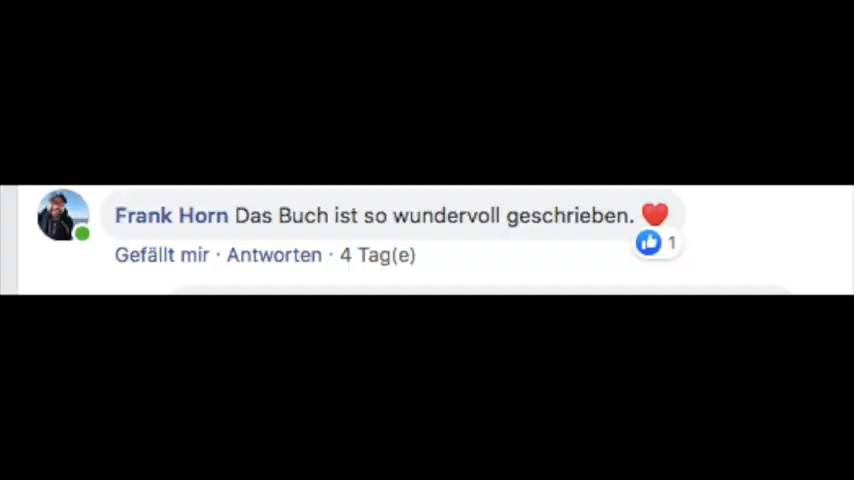 Frank Horn Das Buch ist so wundervoll geschrieben. ❤️
1
Gefällt mir · Antworten · 4 Tag(e)